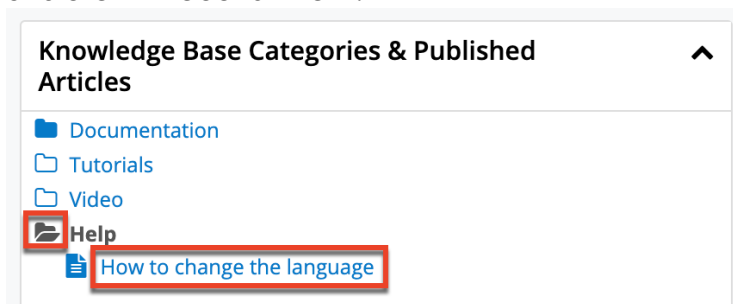 Knowledge Base Categories & Published
Articles
Documentation
Tutorials
Video
Help
How to change the language